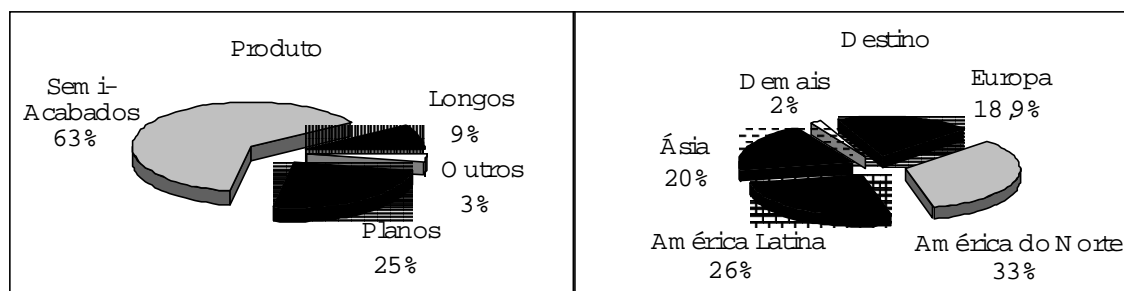 Produto
Semi-
Acabados
63%
Longos
9%
Outros
3%
Planos
25%
Destino
Demais
2%
Europa
18,9%
Ásia
20%
América Latina
26%
América do Norte
33%